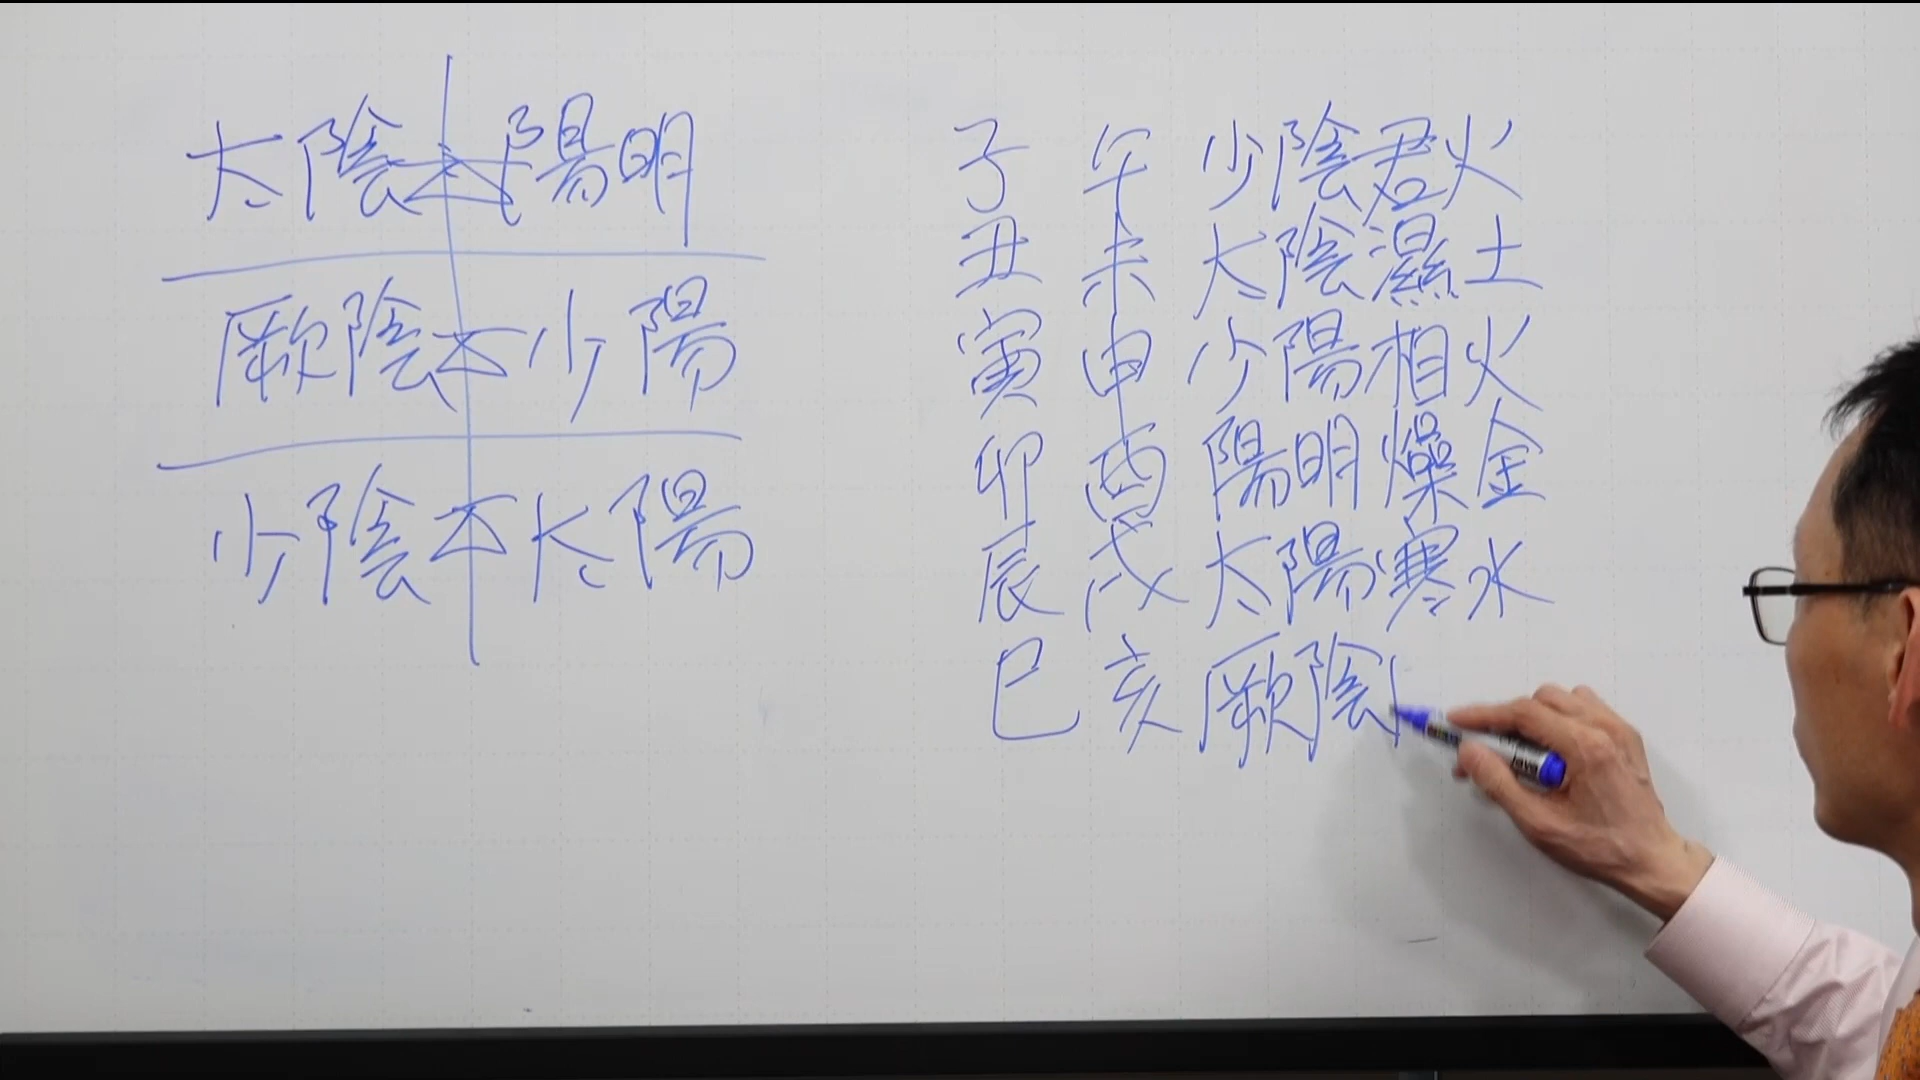 太陰本陽明
厥陰本少陽
少陰本太陽
子 午 少陰君火
丑 未 太陰濕土
寅 申 少陽相火
卯 酉 陽明燥金
辰 戌 太陽寒水
巳 亥 厥陰